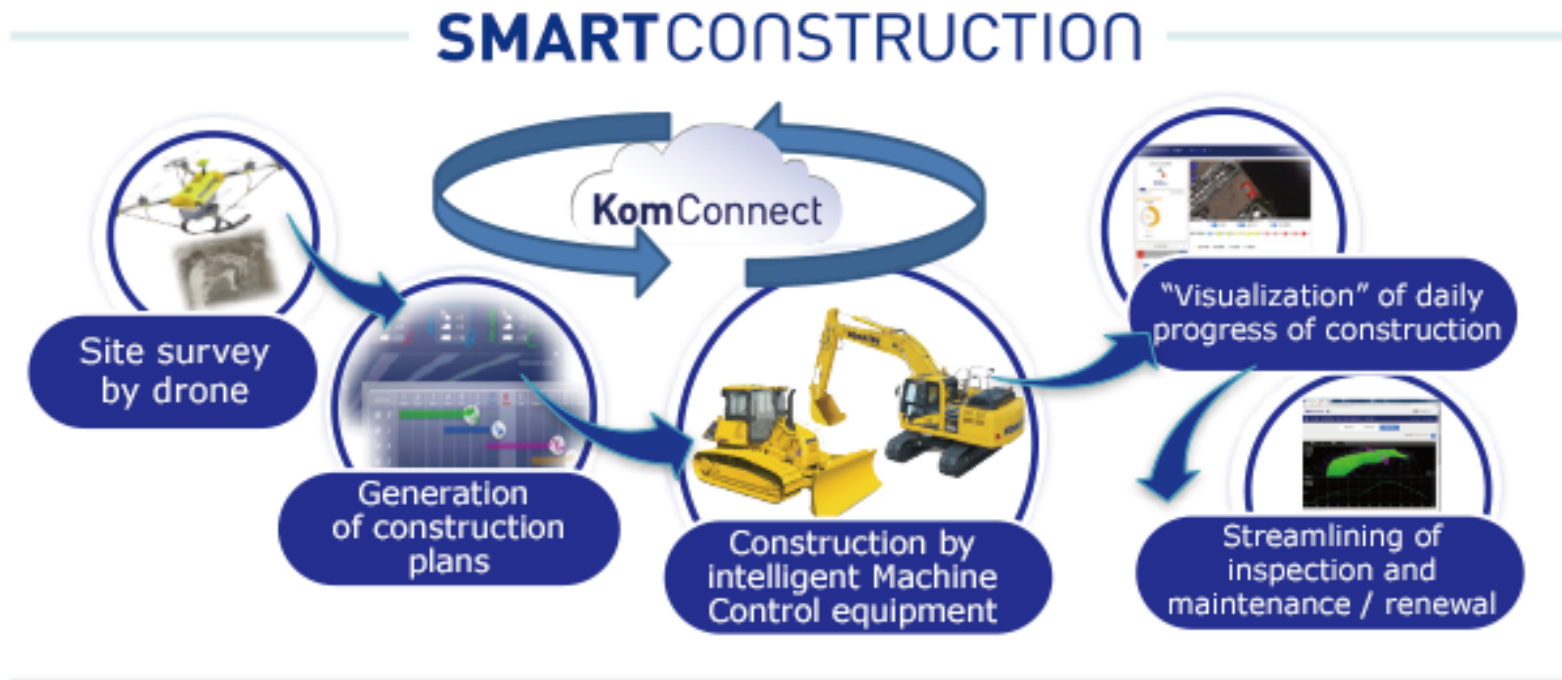 SMARTCONSTRUCTION
KomConnect
Site survey
by drone
Generation
of construction
plans
Construction by
intelligent Machine
Control equipment
“Visualization” of daily
progress of construction
Streamlining of
inspection and
maintenance / renewal